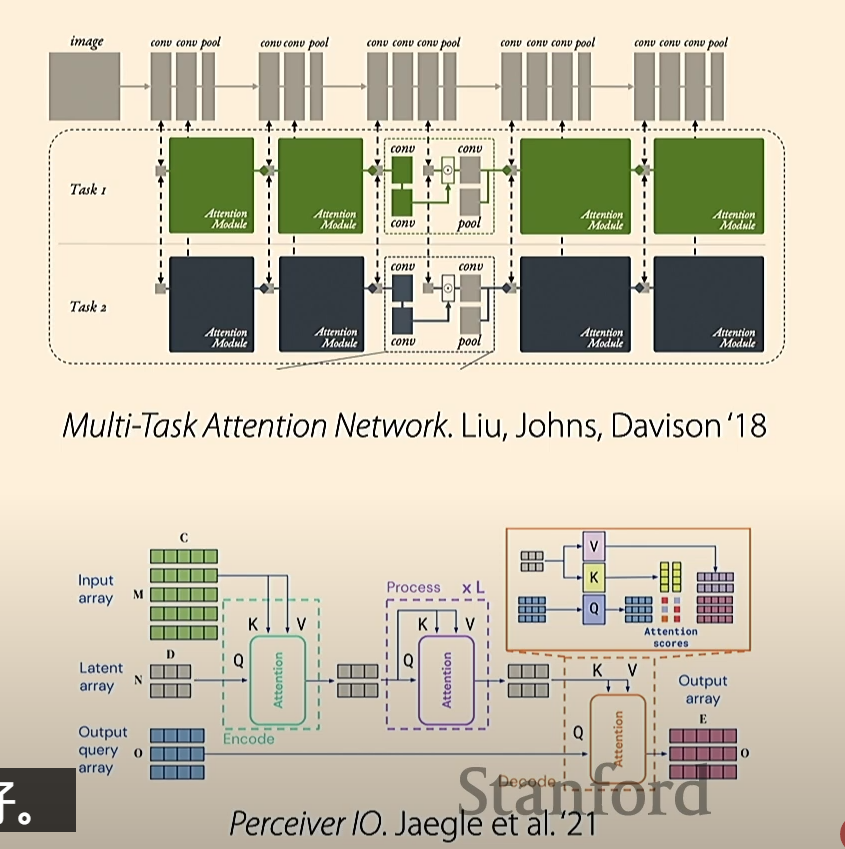 image conv conv pool conv conv pool conv conv conv pool conv conv conv pool conv conv conv pool
conv conv
Task 1
Attention Module Attention Module Attention Module Attention Module
conv pool
conv conv
Task 2
Attention Module Attention Module Attention Module Attention Module
conv pool
Multi-Task Attention Network. Liu, Johns, Davison '18
C
Input array
M
K V
Q
Attention
Encode
Latent array
D
N
Process x L
K V
Q
Attention
V
K
Q
Attention scores
Output query array
O
K V
Q
Attention
Decode
Output array
E
O
好。
Stanford
Perceiver IO. Jaegle et al. '21